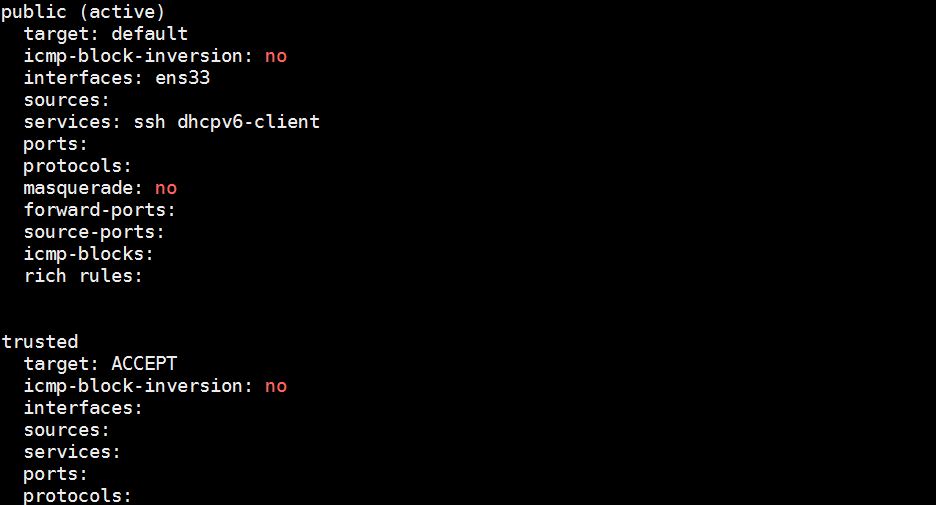 public (active)
target: default
icmp-block-inversion: no
interfaces: ens33
sources:
services: ssh dhcpv6-client
ports:
protocols:
masquerade: no
forward-ports:
source-ports:
icmp-blocks:
rich rules:
trusted
target: ACCEPT
icmp-block-inversion: no
interfaces:
sources:
services:
ports:
protocols: